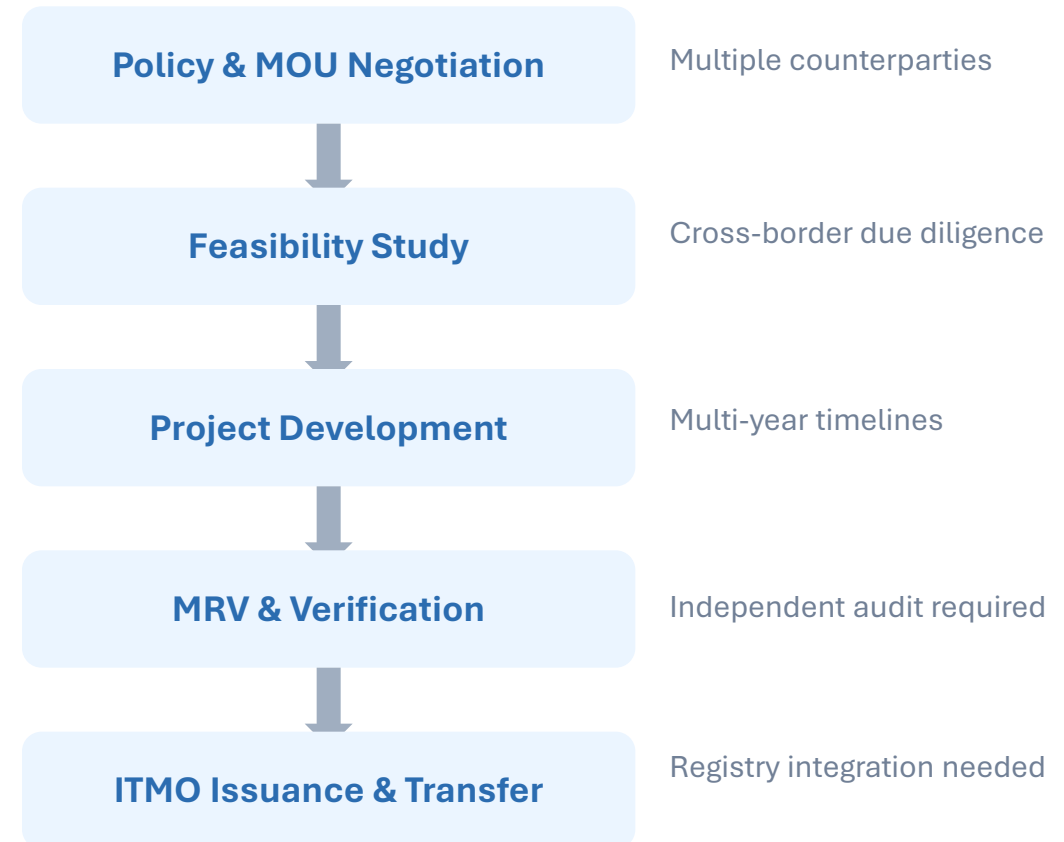 Policy & MOU Negotiation
Multiple counterparties
Feasibility Study
Cross-border due diligence
Project Development
Multi-year timelines
MRV & Verification
Independent audit required
ITMO Issuance & Transfer
Registry integration needed